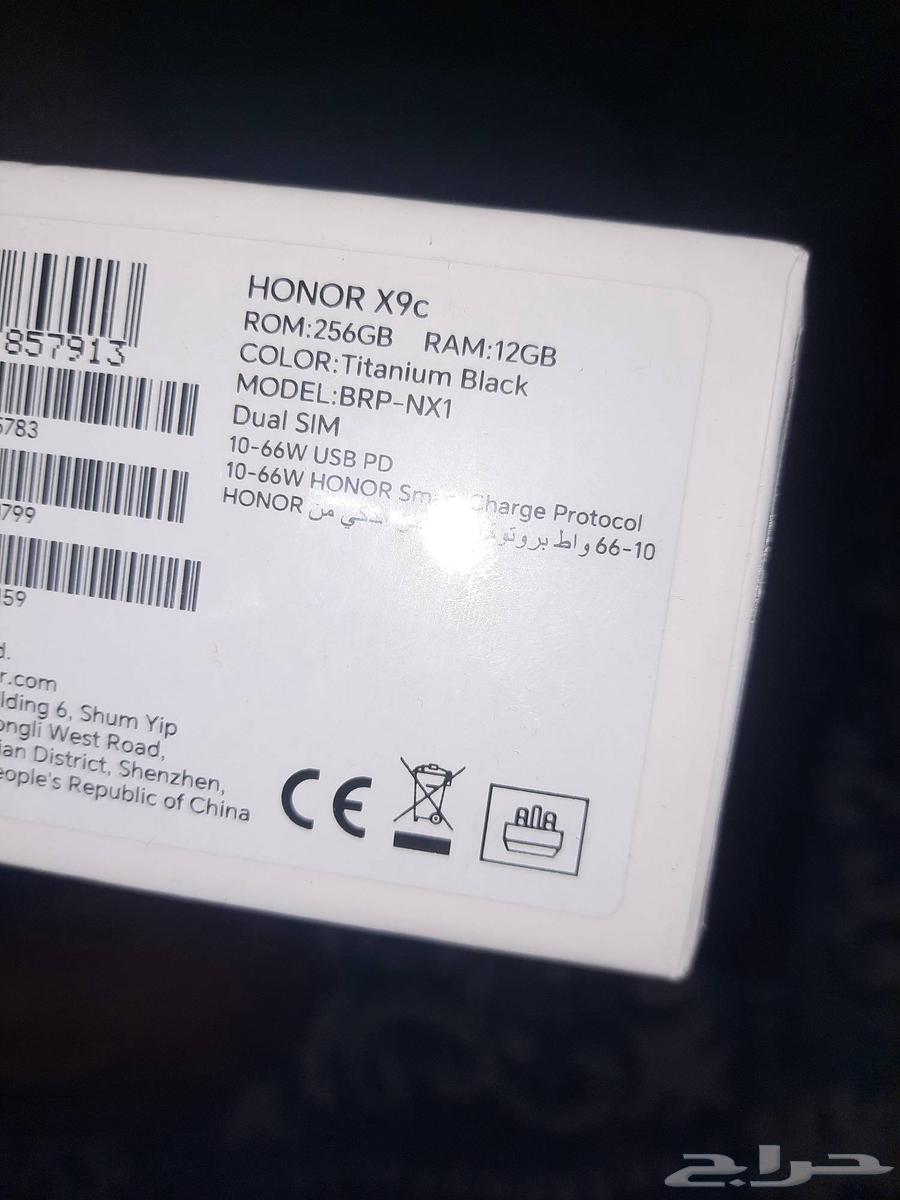 857913
5783
0799
159
HONOR X9c
ROM:256GB RAM:12GB
COLOR:Titanium Black
MODEL:BRP-NX1
Dual SIM
10-66W USB PD
10-66W HONOR Charge Protocol
10-66 واط من HONOR
d.
r.com
lding 6, Shum Yip
ongli West Road,
ian District, Shenzhen,
eople's Republic of China
CE
حراج